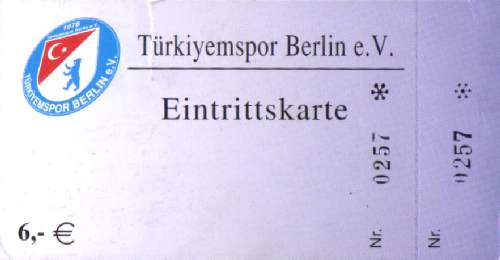 1978
TÜRKIYEMSPOR BERLIN e.V.
Türkiyemspor Berlin e.V.
Eintrittskarte
6,- €
Nr. 0257 *
Nr. 0257 *